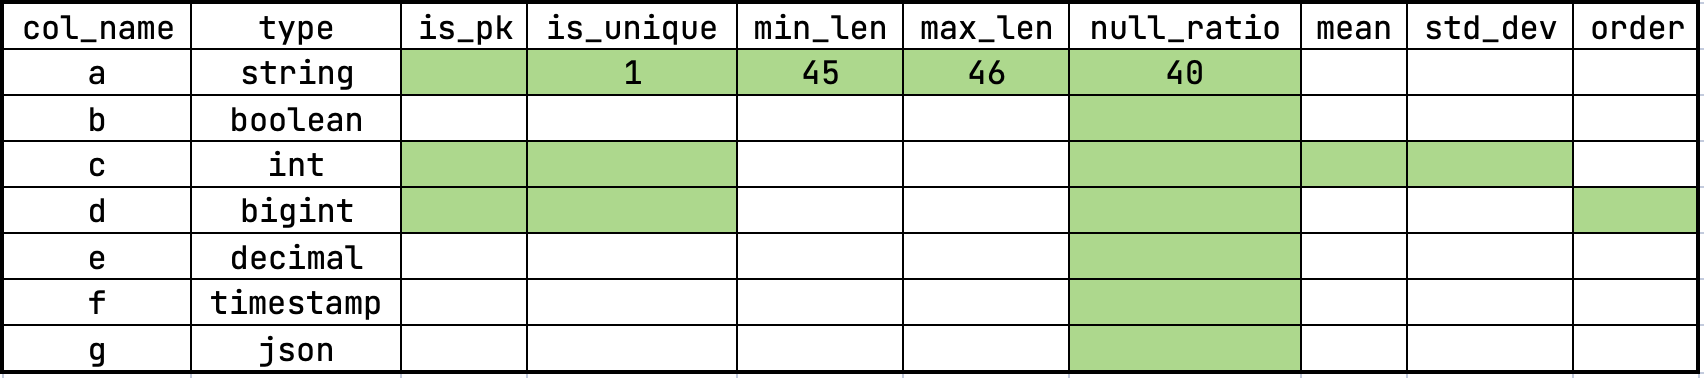 col_name type is_pk is_unique min_len max_len null_ratio mean std_dev order
a string 1 45 46 40
b boolean
c int
d bigint
e decimal
f timestamp
g json